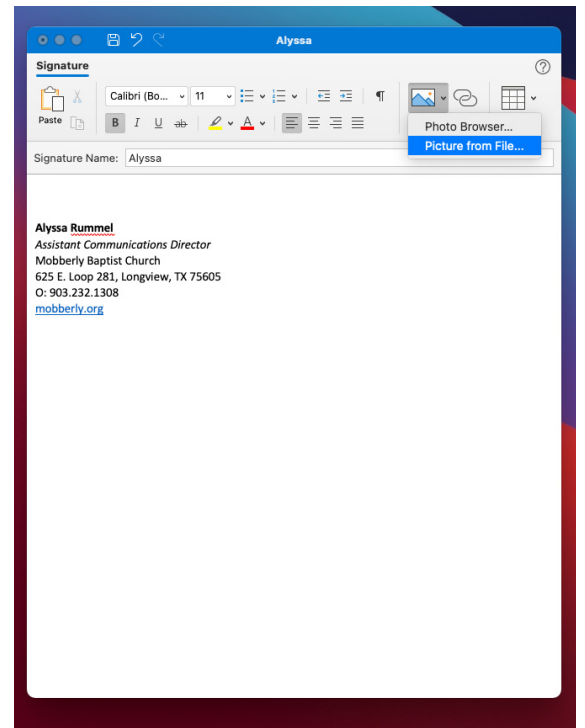 Alyssa
Signature
Paste
Calibri (Bo...
11
B I U ab
A
¶
Photo Browser...
Picture from File...
Signature Name: Alyssa
Alyssa Rummel
Assistant Communications Director
Mobberly Baptist Church
625 E. Loop 281, Longview, TX 75605
O: 903.232.1308
mobberly.org